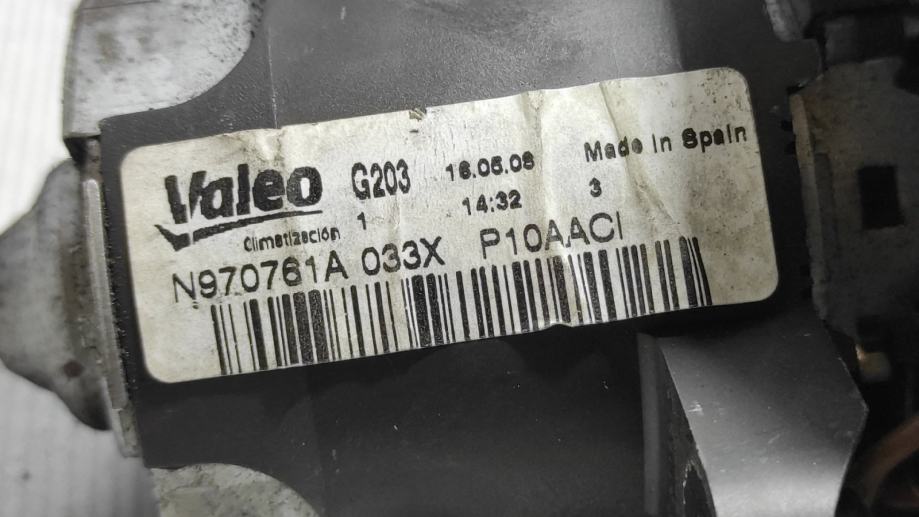 Valeo G203 16.05.08 Made in Spain
Climatización 1 14:32 3
N970761A 033X P10AACI